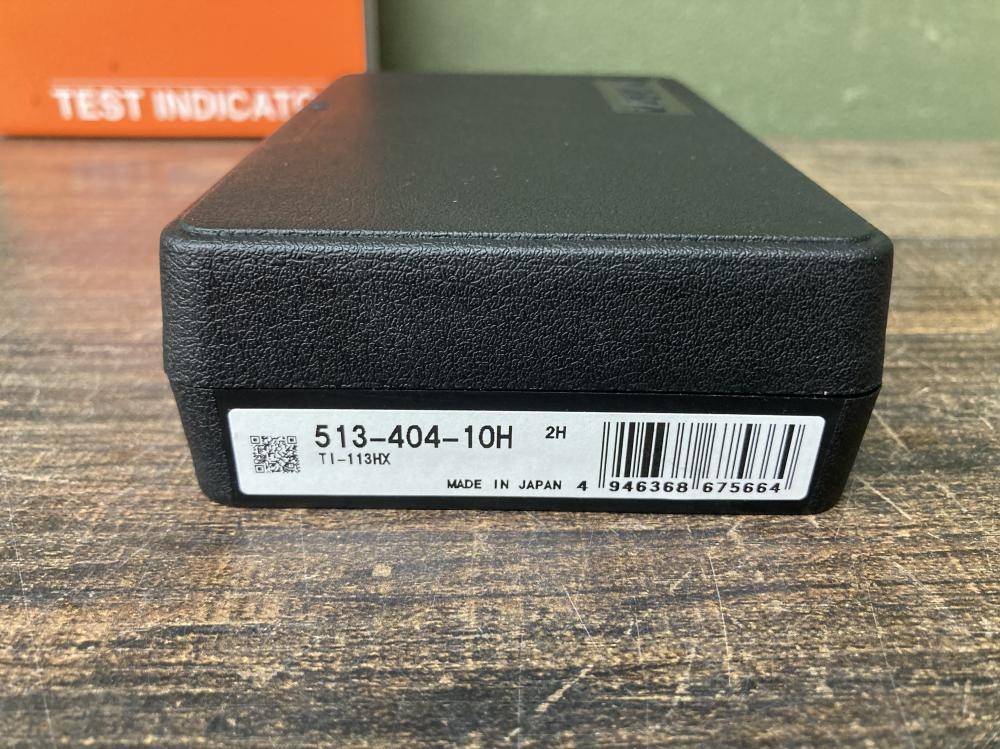 TEST INDICATO
513-404-10H 2H
TI-113HX
MADE IN JAPAN 4 946368 675664